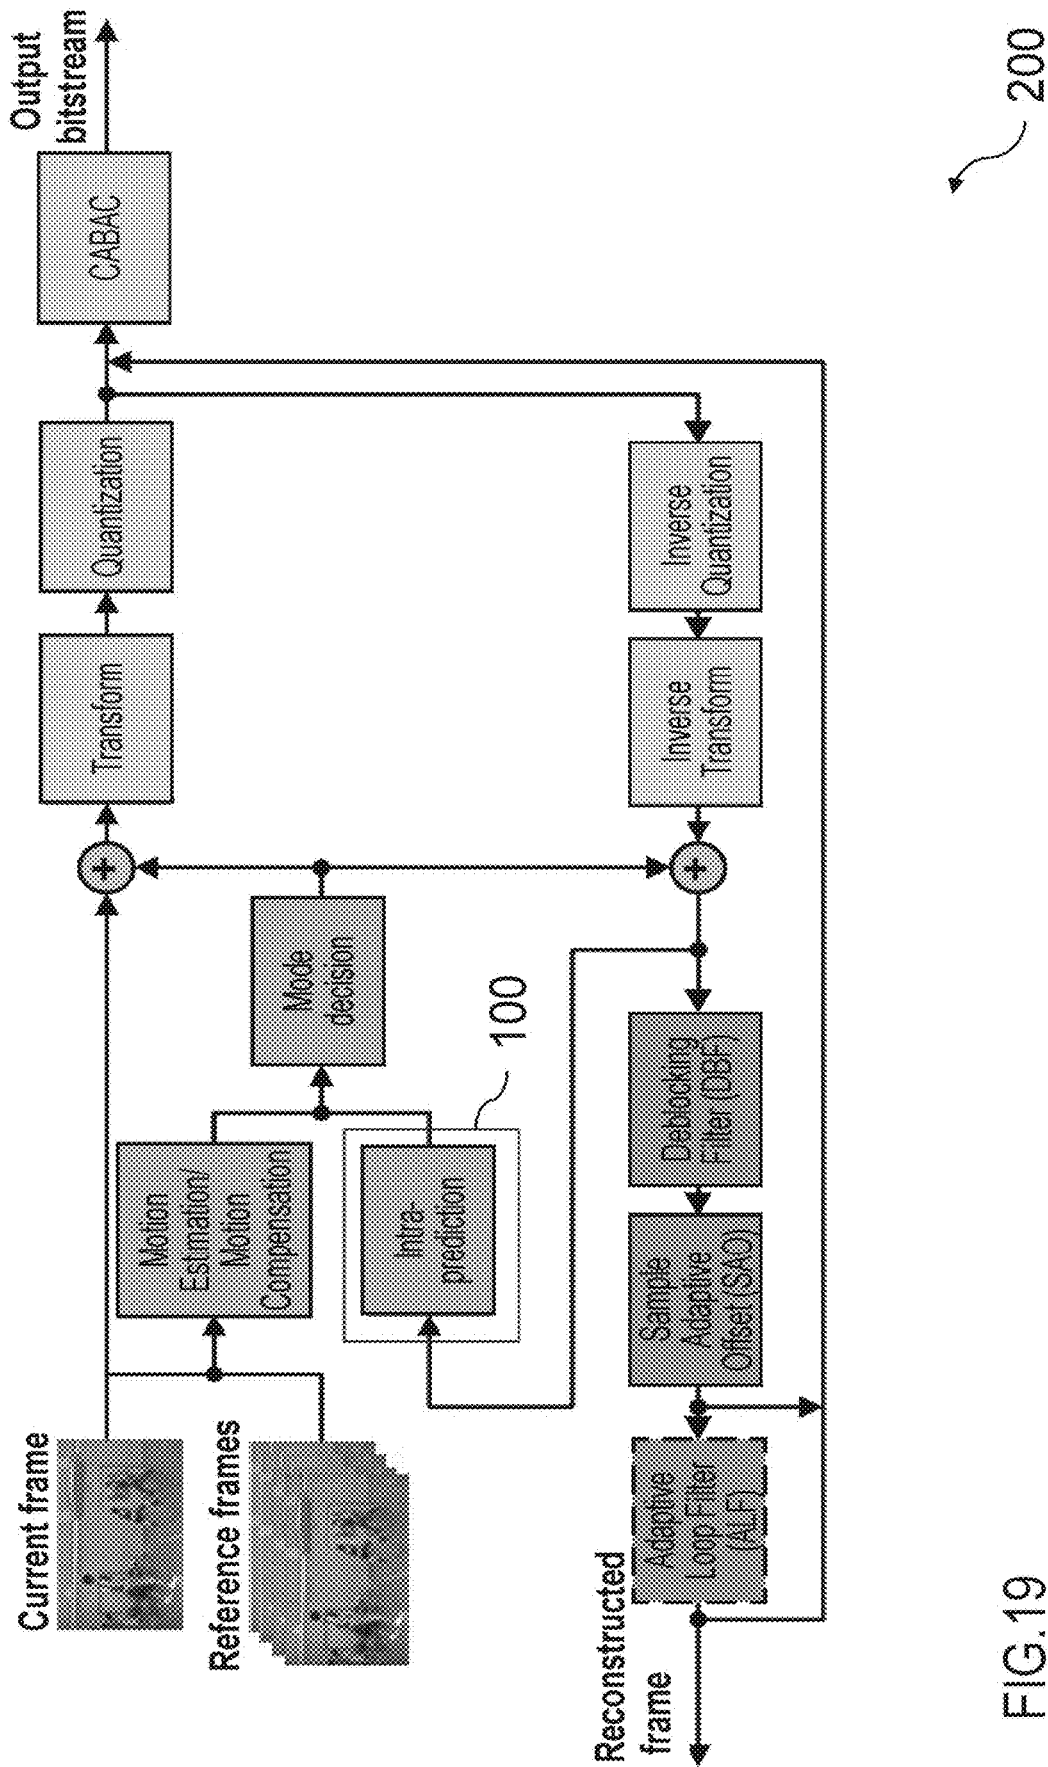 Current frame
Reference frames
Motion
Estmation/
Motion
Compensation
Intra-
prediction
100
Mode
decision
+
Transform
Quantization
CABAC
Output
bitstream
Inverse
Quantization
Inverse
Transform
+
Deblocking
Filter (DBF)
Sample
Adaptive
Offset (SAO)
Adaptive
Loop Filter
(ALF)
Reconstructed
frame
200
FIG.19